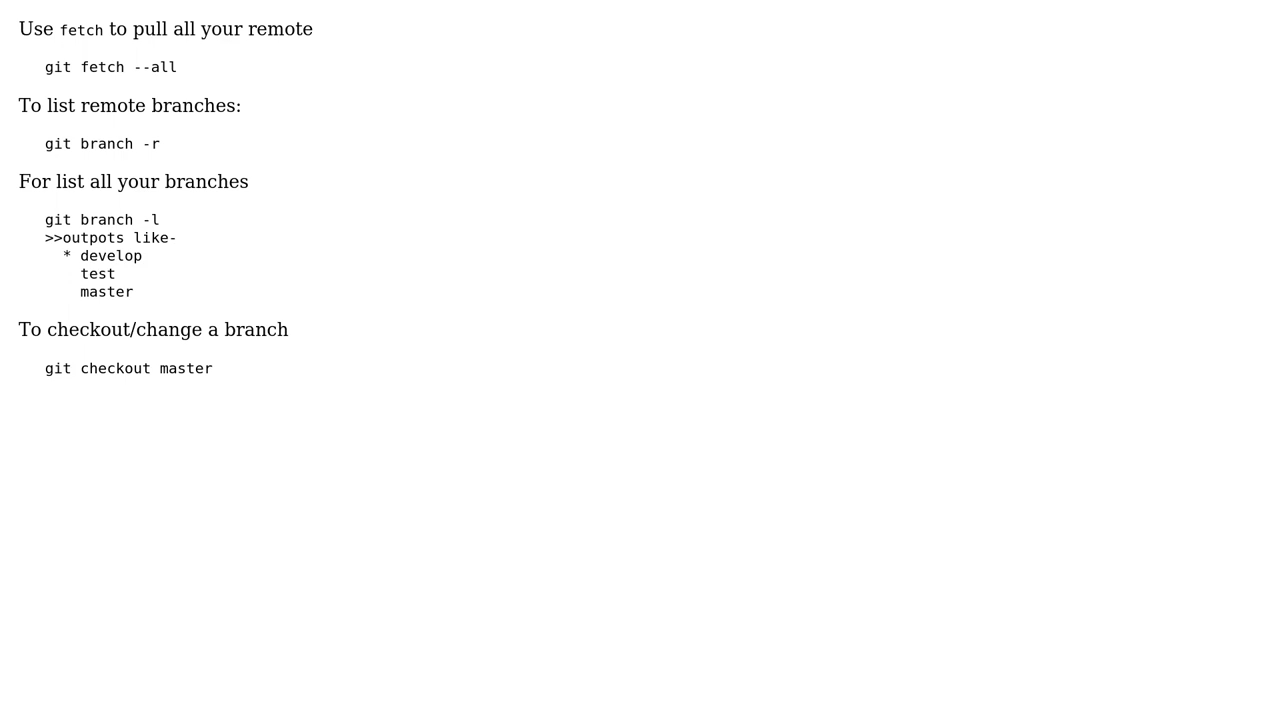 Use fetch to pull all your remote
git fetch --all
To list remote branches:
git branch -r
For list all your branches
git branch -l
>>outpots like-
* develop
test
master
To checkout/change a branch
git checkout master